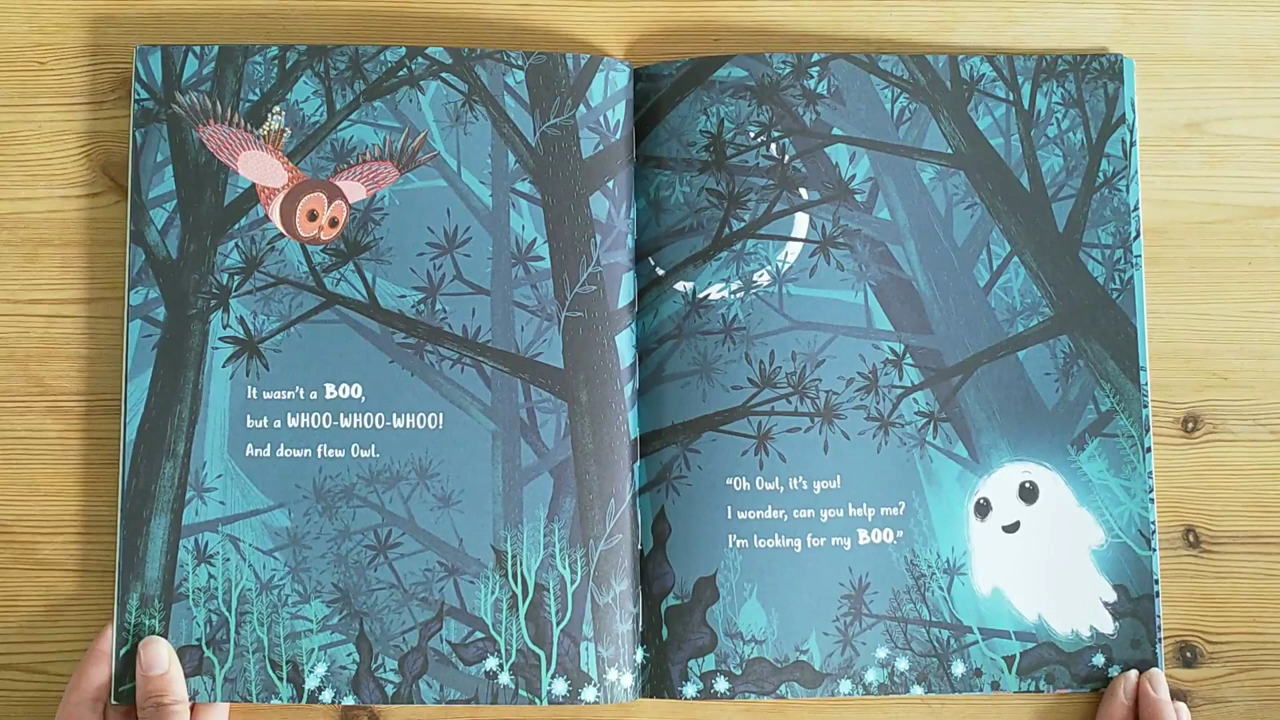 It wasn't a BOO,
but a WHOO-WHOO-WHOO!
And down flew Owl.
"Oh Owl, it's you!
I wonder, can you help me?
I'm looking for my BOO."